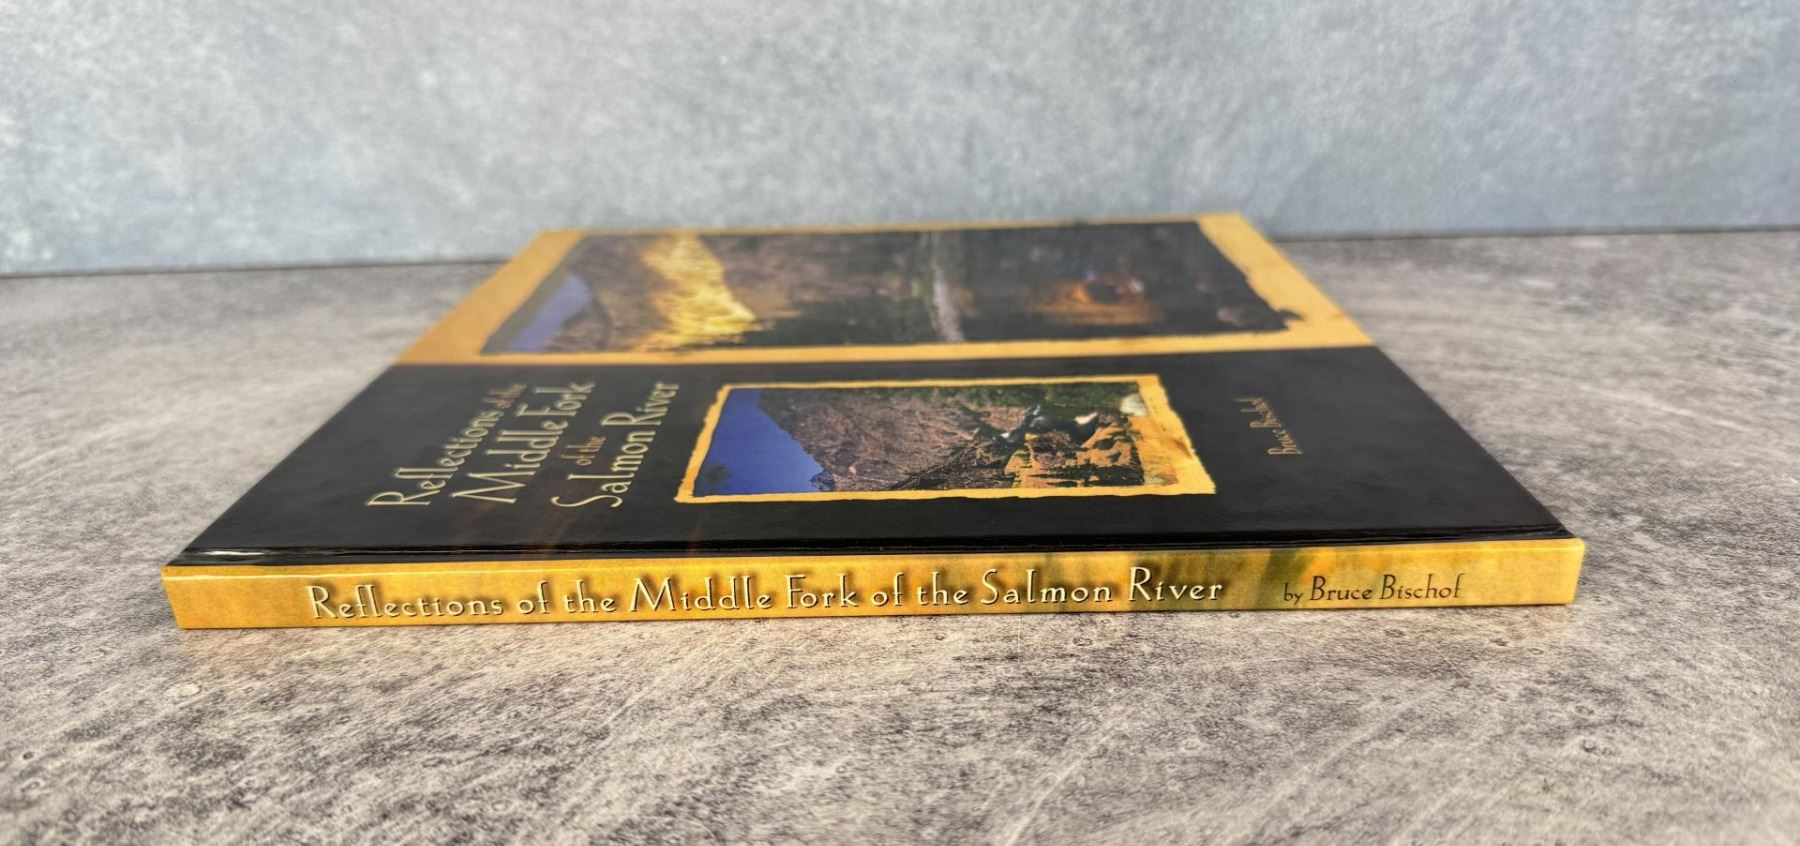 Reflections of the
Middle Fork
of the
Salmon River
Bruce Bischof
Reflections of the Middle Fork of the Salmon River by Bruce Bischof